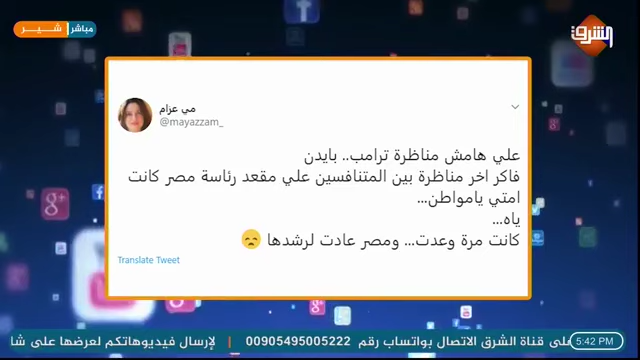 مباشر شير
الشرق
مي عزام
@mayazzam_
علي هامش مناظرة ترامب.. بايدن
فاكر اخر مناظرة بين المتنافسين علي مقعد رئاسة مصر كانت
امتي يامواطن...
ياه...
كانت مرة وعدت... ومصر عادت لرشدها 😞
Translate Tweet
على قناة الشرق الاتصال بواتساب رقم 00905495005222 | لإرسال فيديوهاتكم لعرضها على
5:42 PM